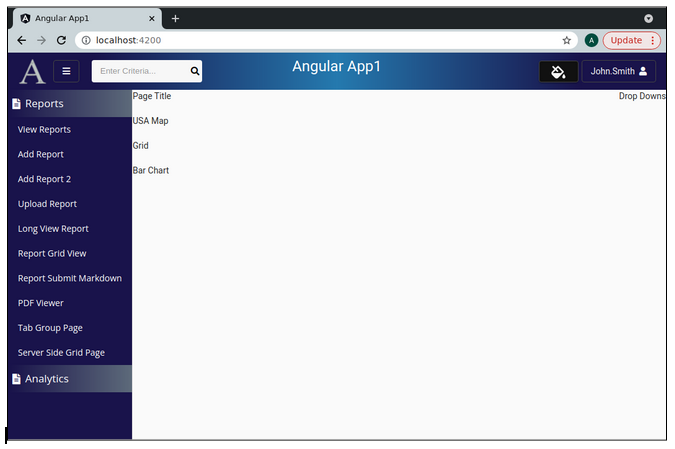 Angular App1
localhost:4200
A
Update
A
Enter Criteria...
Angular App1
John.Smith
Reports
Page Title
Drop Downs
View Reports
USA Map
Add Report
Grid
Add Report 2
Bar Chart
Upload Report
Long View Report
Report Grid View
Report Submit Markdown
PDF Viewer
Tab Group Page
Server Side Grid Page
Analytics